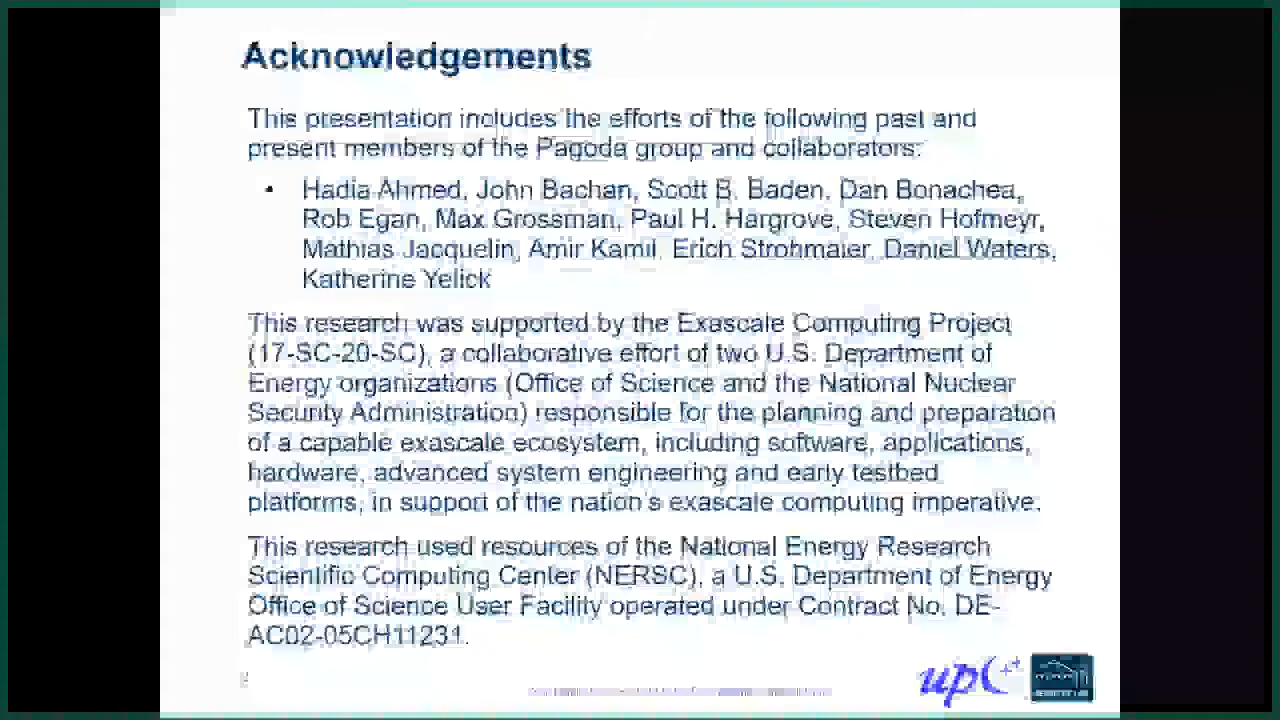 Acknowledgements
This presentation includes the efforts of the following past and
present members of the Pagoda group and collaborators:
• Hadia Ahmed, John Bachan, Scott B. Baden, Dan Bonachea,
Rob Egan, Max Grossman, Paul H. Hargrove, Steven Hofmeyr,
Mathias Jacquelin, Amir Kamil, Erich Strohmaier, Daniel Waters,
Katherine Yelick
This research was supported by the Exascale Computing Project
(17-SC-20-SC), a collaborative effort of two U.S. Department of
Energy organizations (Office of Science and the National Nuclear
Security Administration) responsible for the planning and preparation
of a capable exascale ecosystem, including software, applications,
hardware, advanced system engineering and early testbed
platforms, in support of the nation's exascale computing imperative.
This research used resources of the National Energy Research
Scientific Computing Center (NERSC), a U.S. Department of Energy
Office of Science User Facility operated under Contract No. DE-
AC02-05CH11231.
upc++